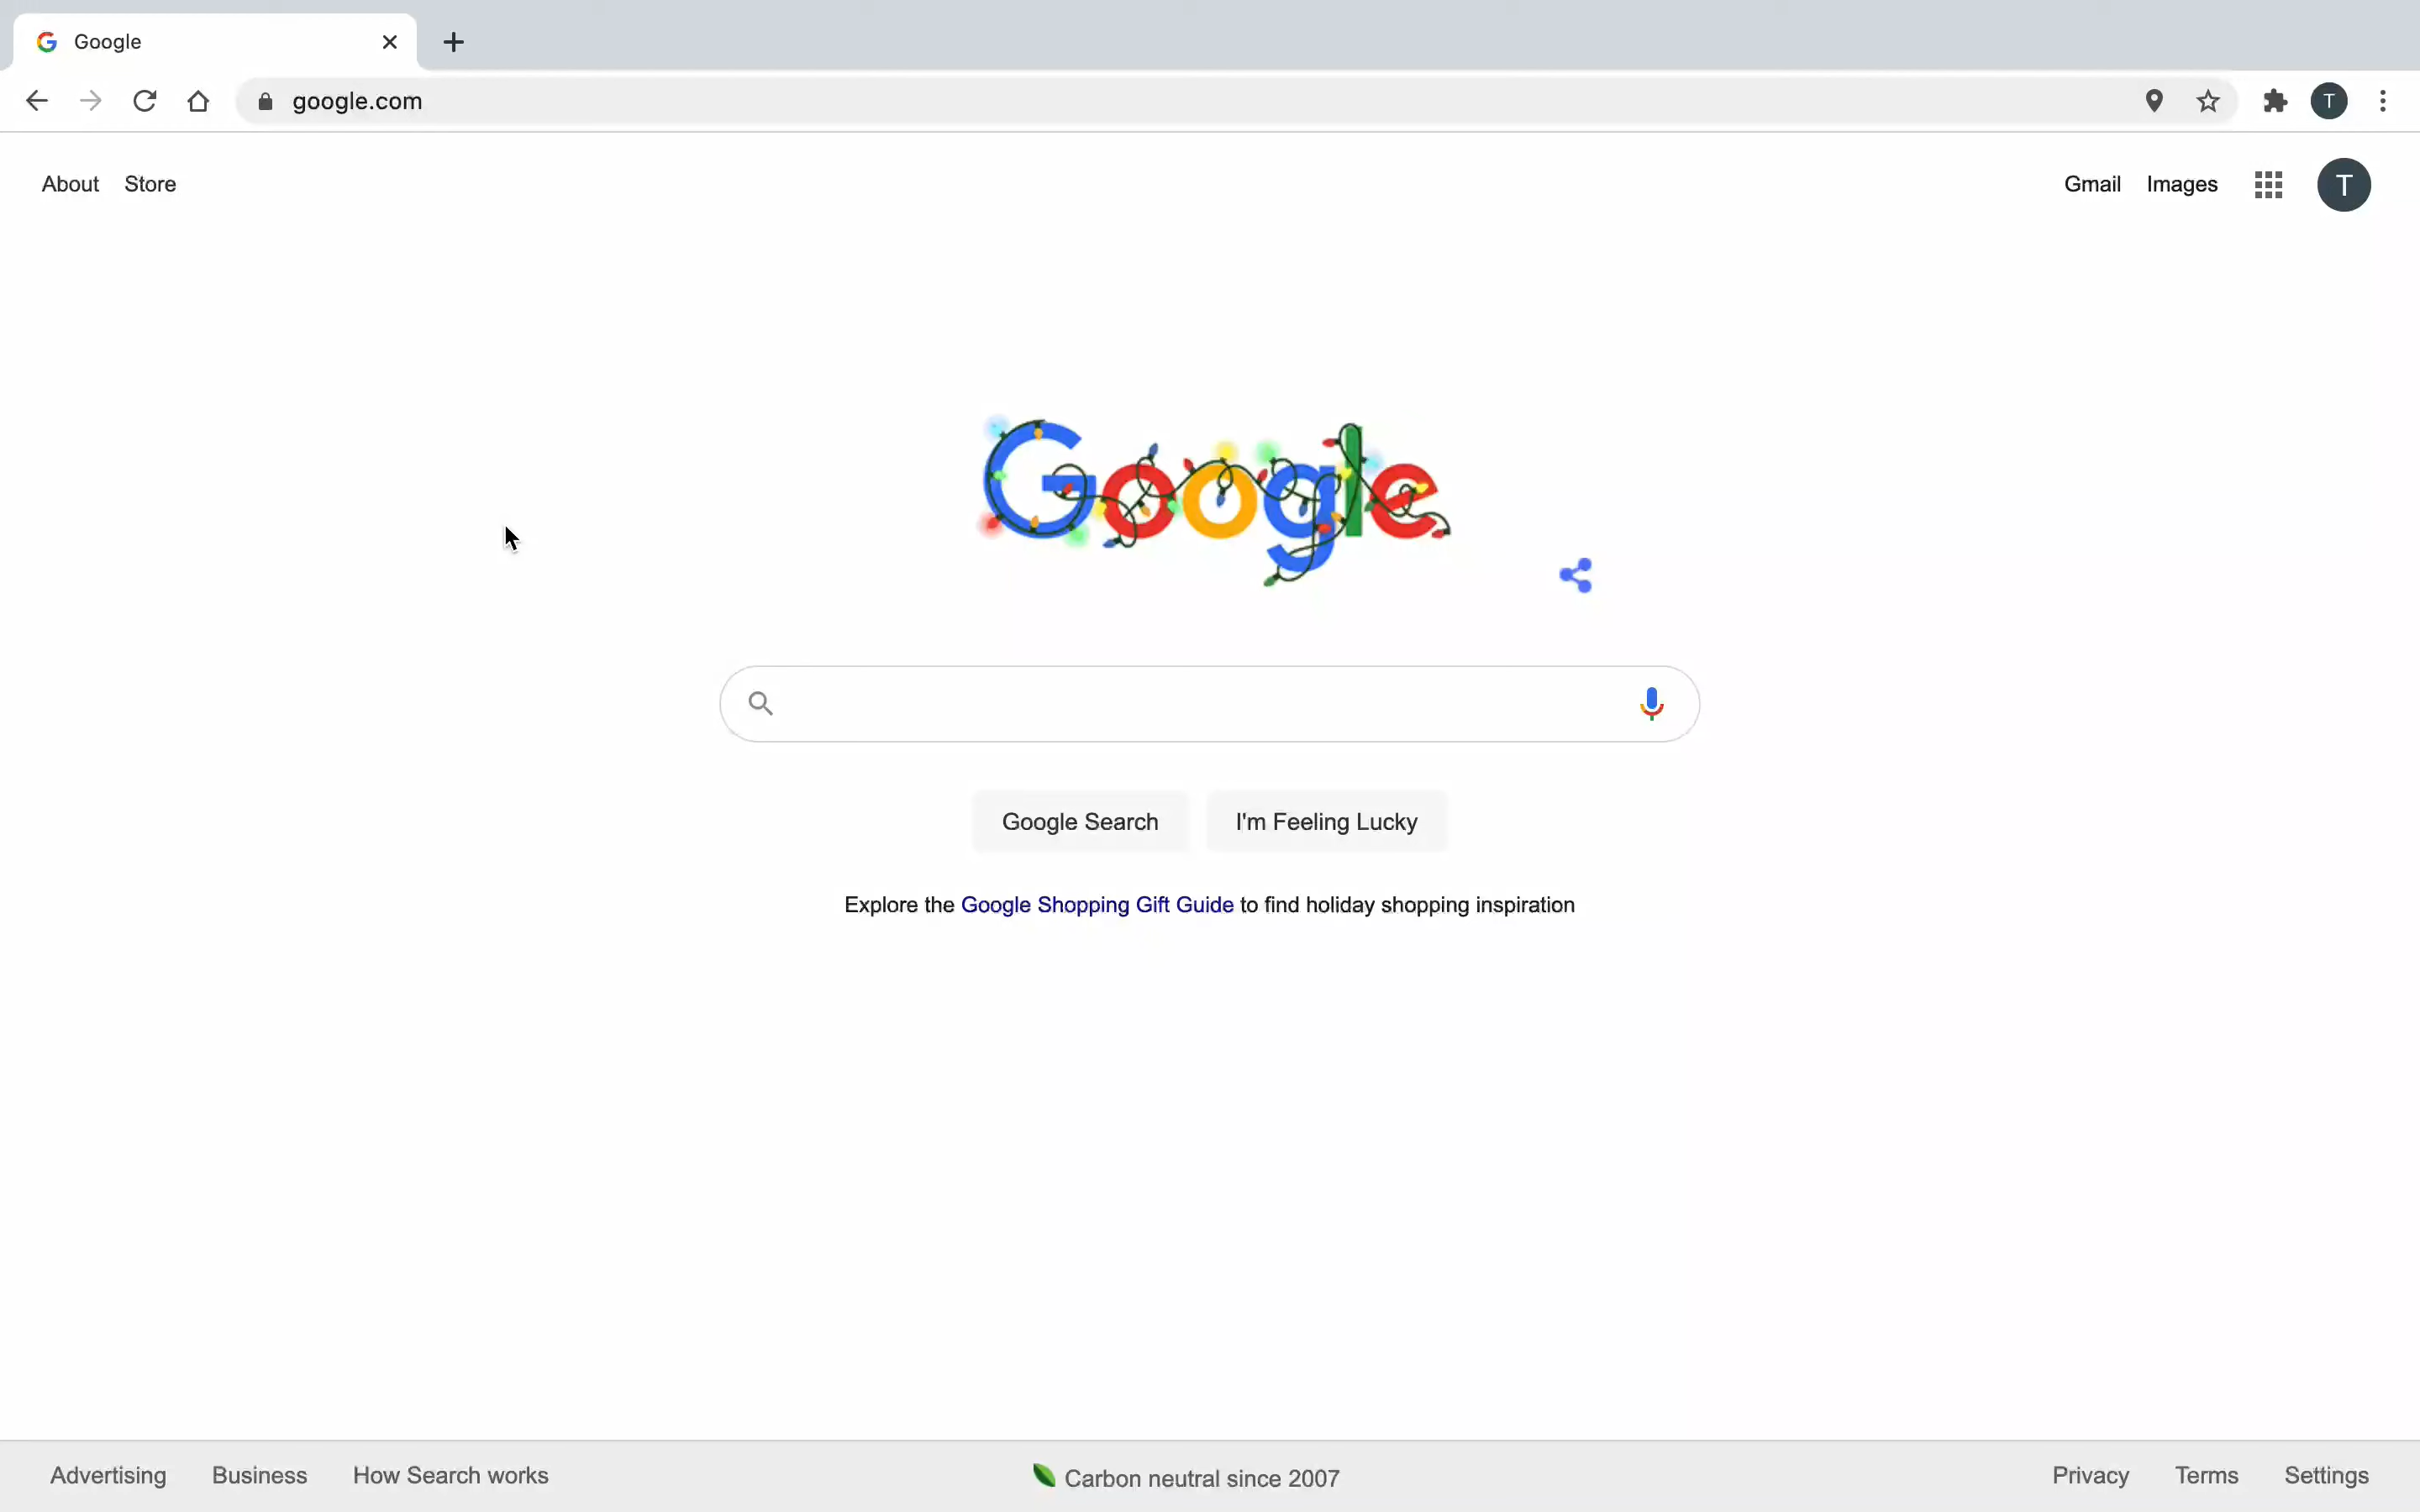 Google
google.com
T
About Store
Gmail Images
T
Google
Google Search I'm Feeling Lucky
Explore the Google Shopping Gift Guide to find holiday shopping inspiration
Advertising Business How Search works
Carbon neutral since 2007
Privacy Terms Settings